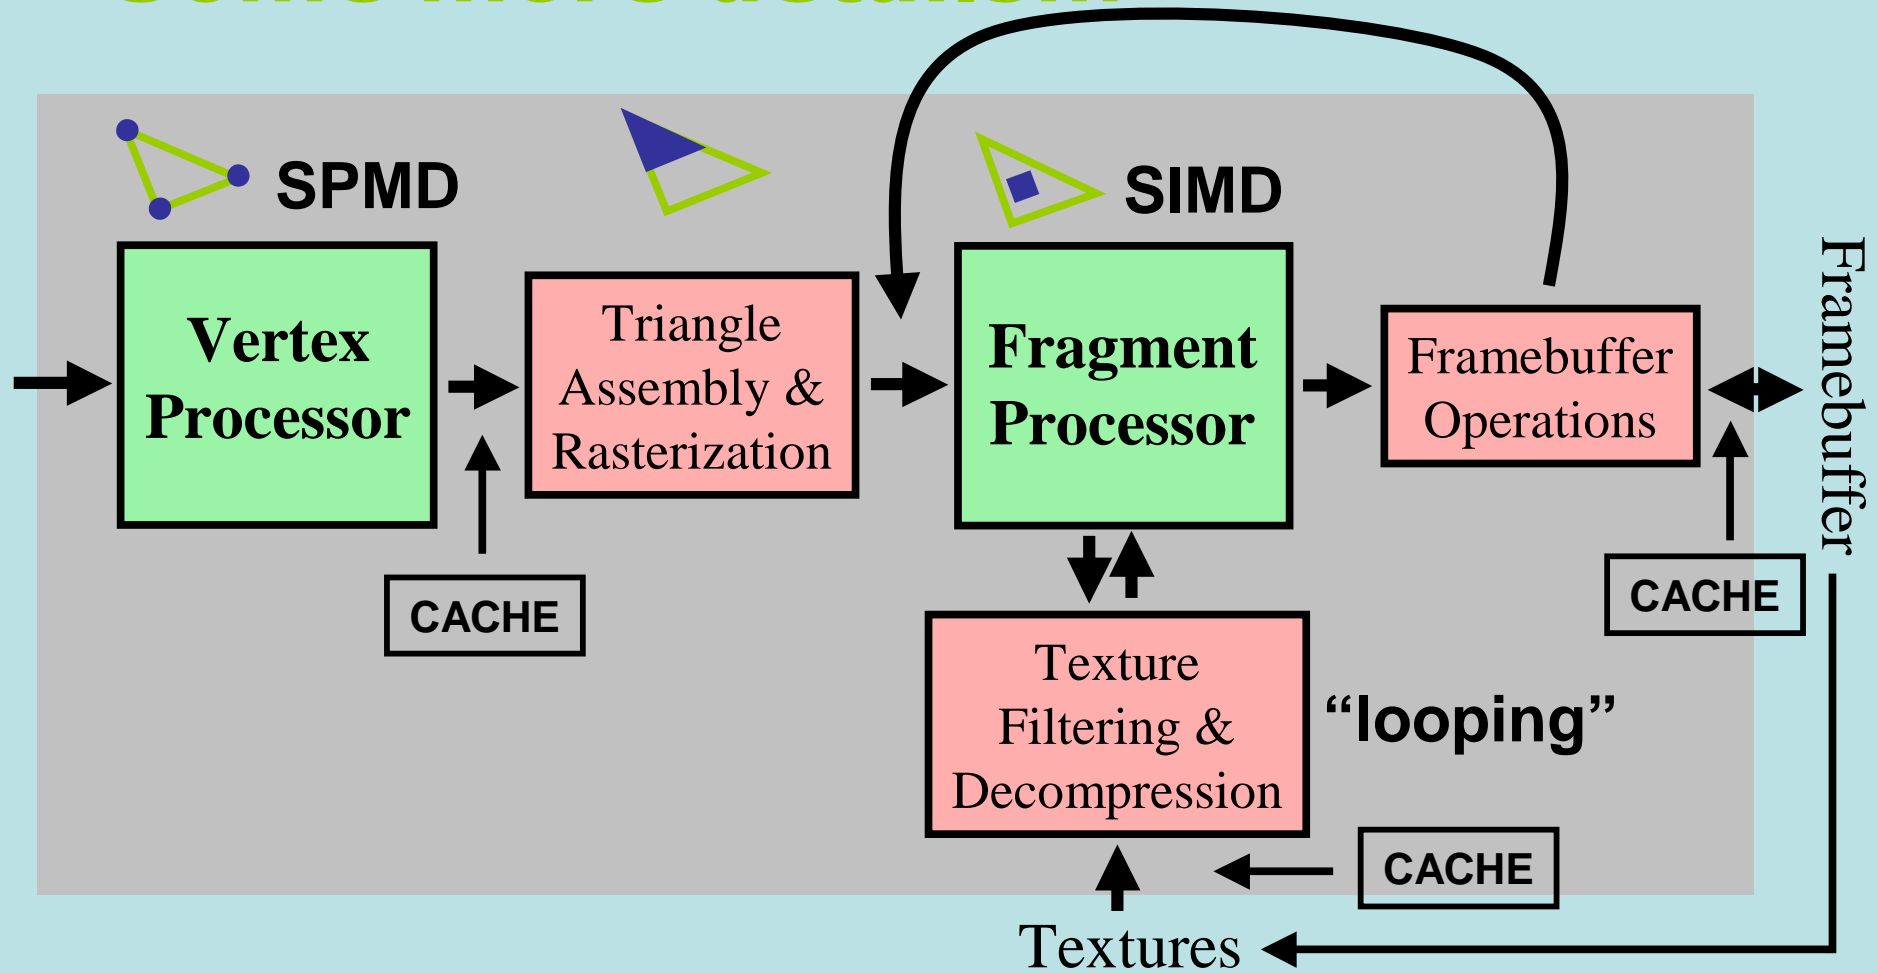 SPMD
SIMD
Vertex
Processor
Triangle
Assembly &
Rasterization
Fragment
Processor
Framebuffer
Operations
Framebuffer
CACHE
CACHE
Texture
Filtering &
Decompression
“looping”
CACHE
Textures